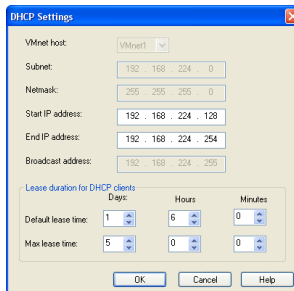 DHCP Settings
VMnet host: VMnet1
Subnet: 192 . 168 . 224 . 0
Netmask: 255 . 255 . 255 . 0
Start IP address: 192 . 168 . 224 . 128
End IP address: 192 . 168 . 224 . 254
Broadcast address: 192 . 168 . 224 . 255
Lease duration for DHCP clients
Days: Hours Minutes
Default lease time: 1 6 0
Max lease time: 5 0 0
OK Cancel Help